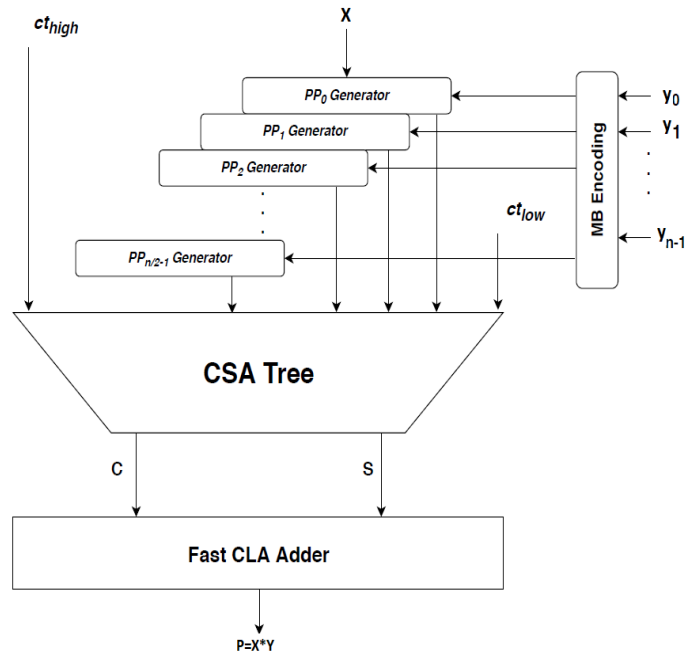 ct_high
X
PP_0 Generator
y_0
PP_1 Generator
y_1
PP_2 Generator
MB Encoding
ct_low
y_n-1
PP_n/2-1 Generator
CSA Tree
C
S
Fast CLA Adder
P=X*Y